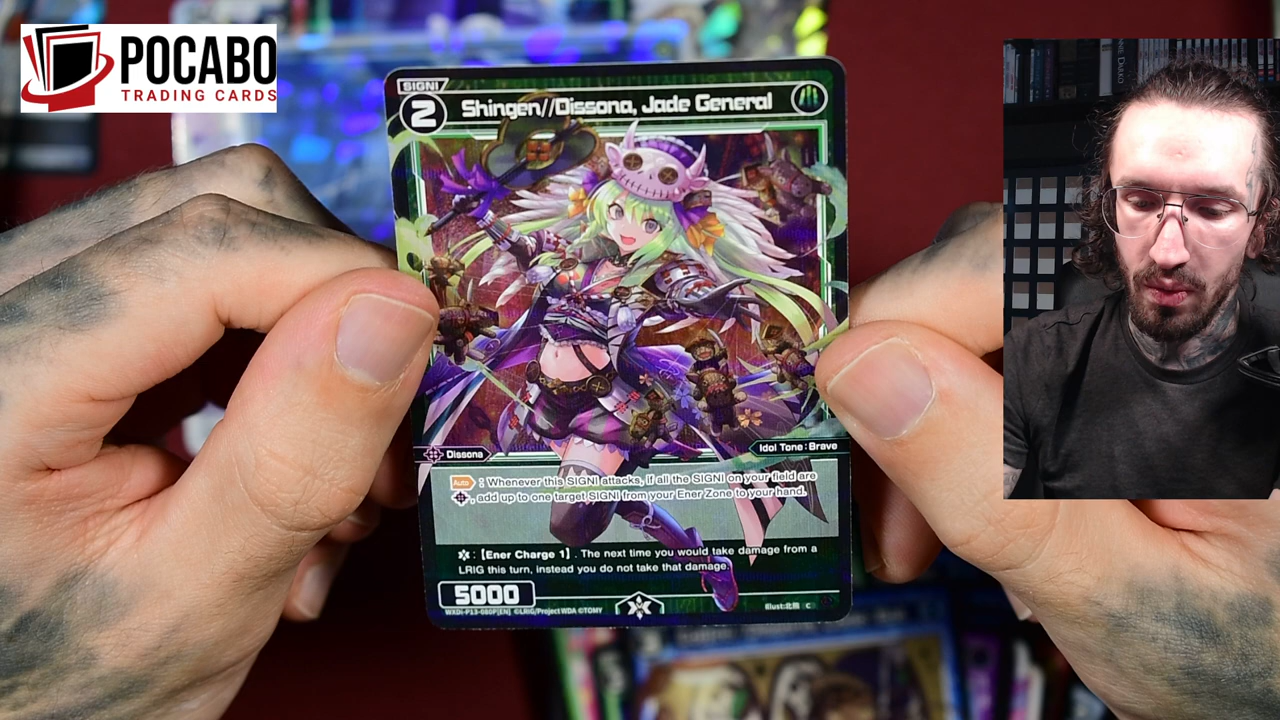 POCABO
TRADING CARDS
SIGNI
2
Shingen//Dissona, Jade General
Dissona
Idol Tone:Brave
Auto : Whenever this SIGNI attacks, if all the SIGNI on your field are
, add up to one target SIGNI from your Ener Zone to your hand.
: 【Ener Charge 1】. The next time you would take damage from a
LRIG this turn, instead you do not take that damage.
5000
WXDi-P13-080P[EN] ©LRIG/Project WDA ©TOMY
Illust:北熊 C